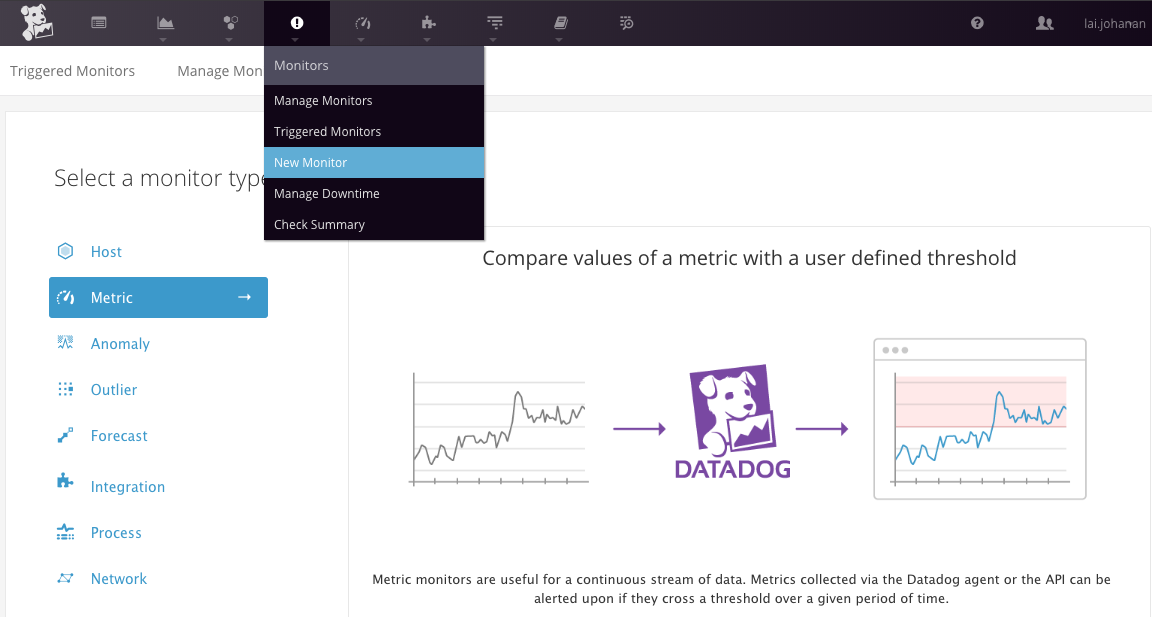 lai.johanan
Triggered Monitors
Manage Mon
Monitors
Manage Monitors
Triggered Monitors
New Monitor
Manage Downtime
Check Summary
Select a monitor type
Host
Metric
Anomaly
Outlier
Forecast
Integration
Process
Network
Compare values of a metric with a user defined threshold
DATADOG
Metric monitors are useful for a continuous stream of data. Metrics collected via the Datadog agent or the API can be
alerted upon if they cross a threshold over a given period of time.